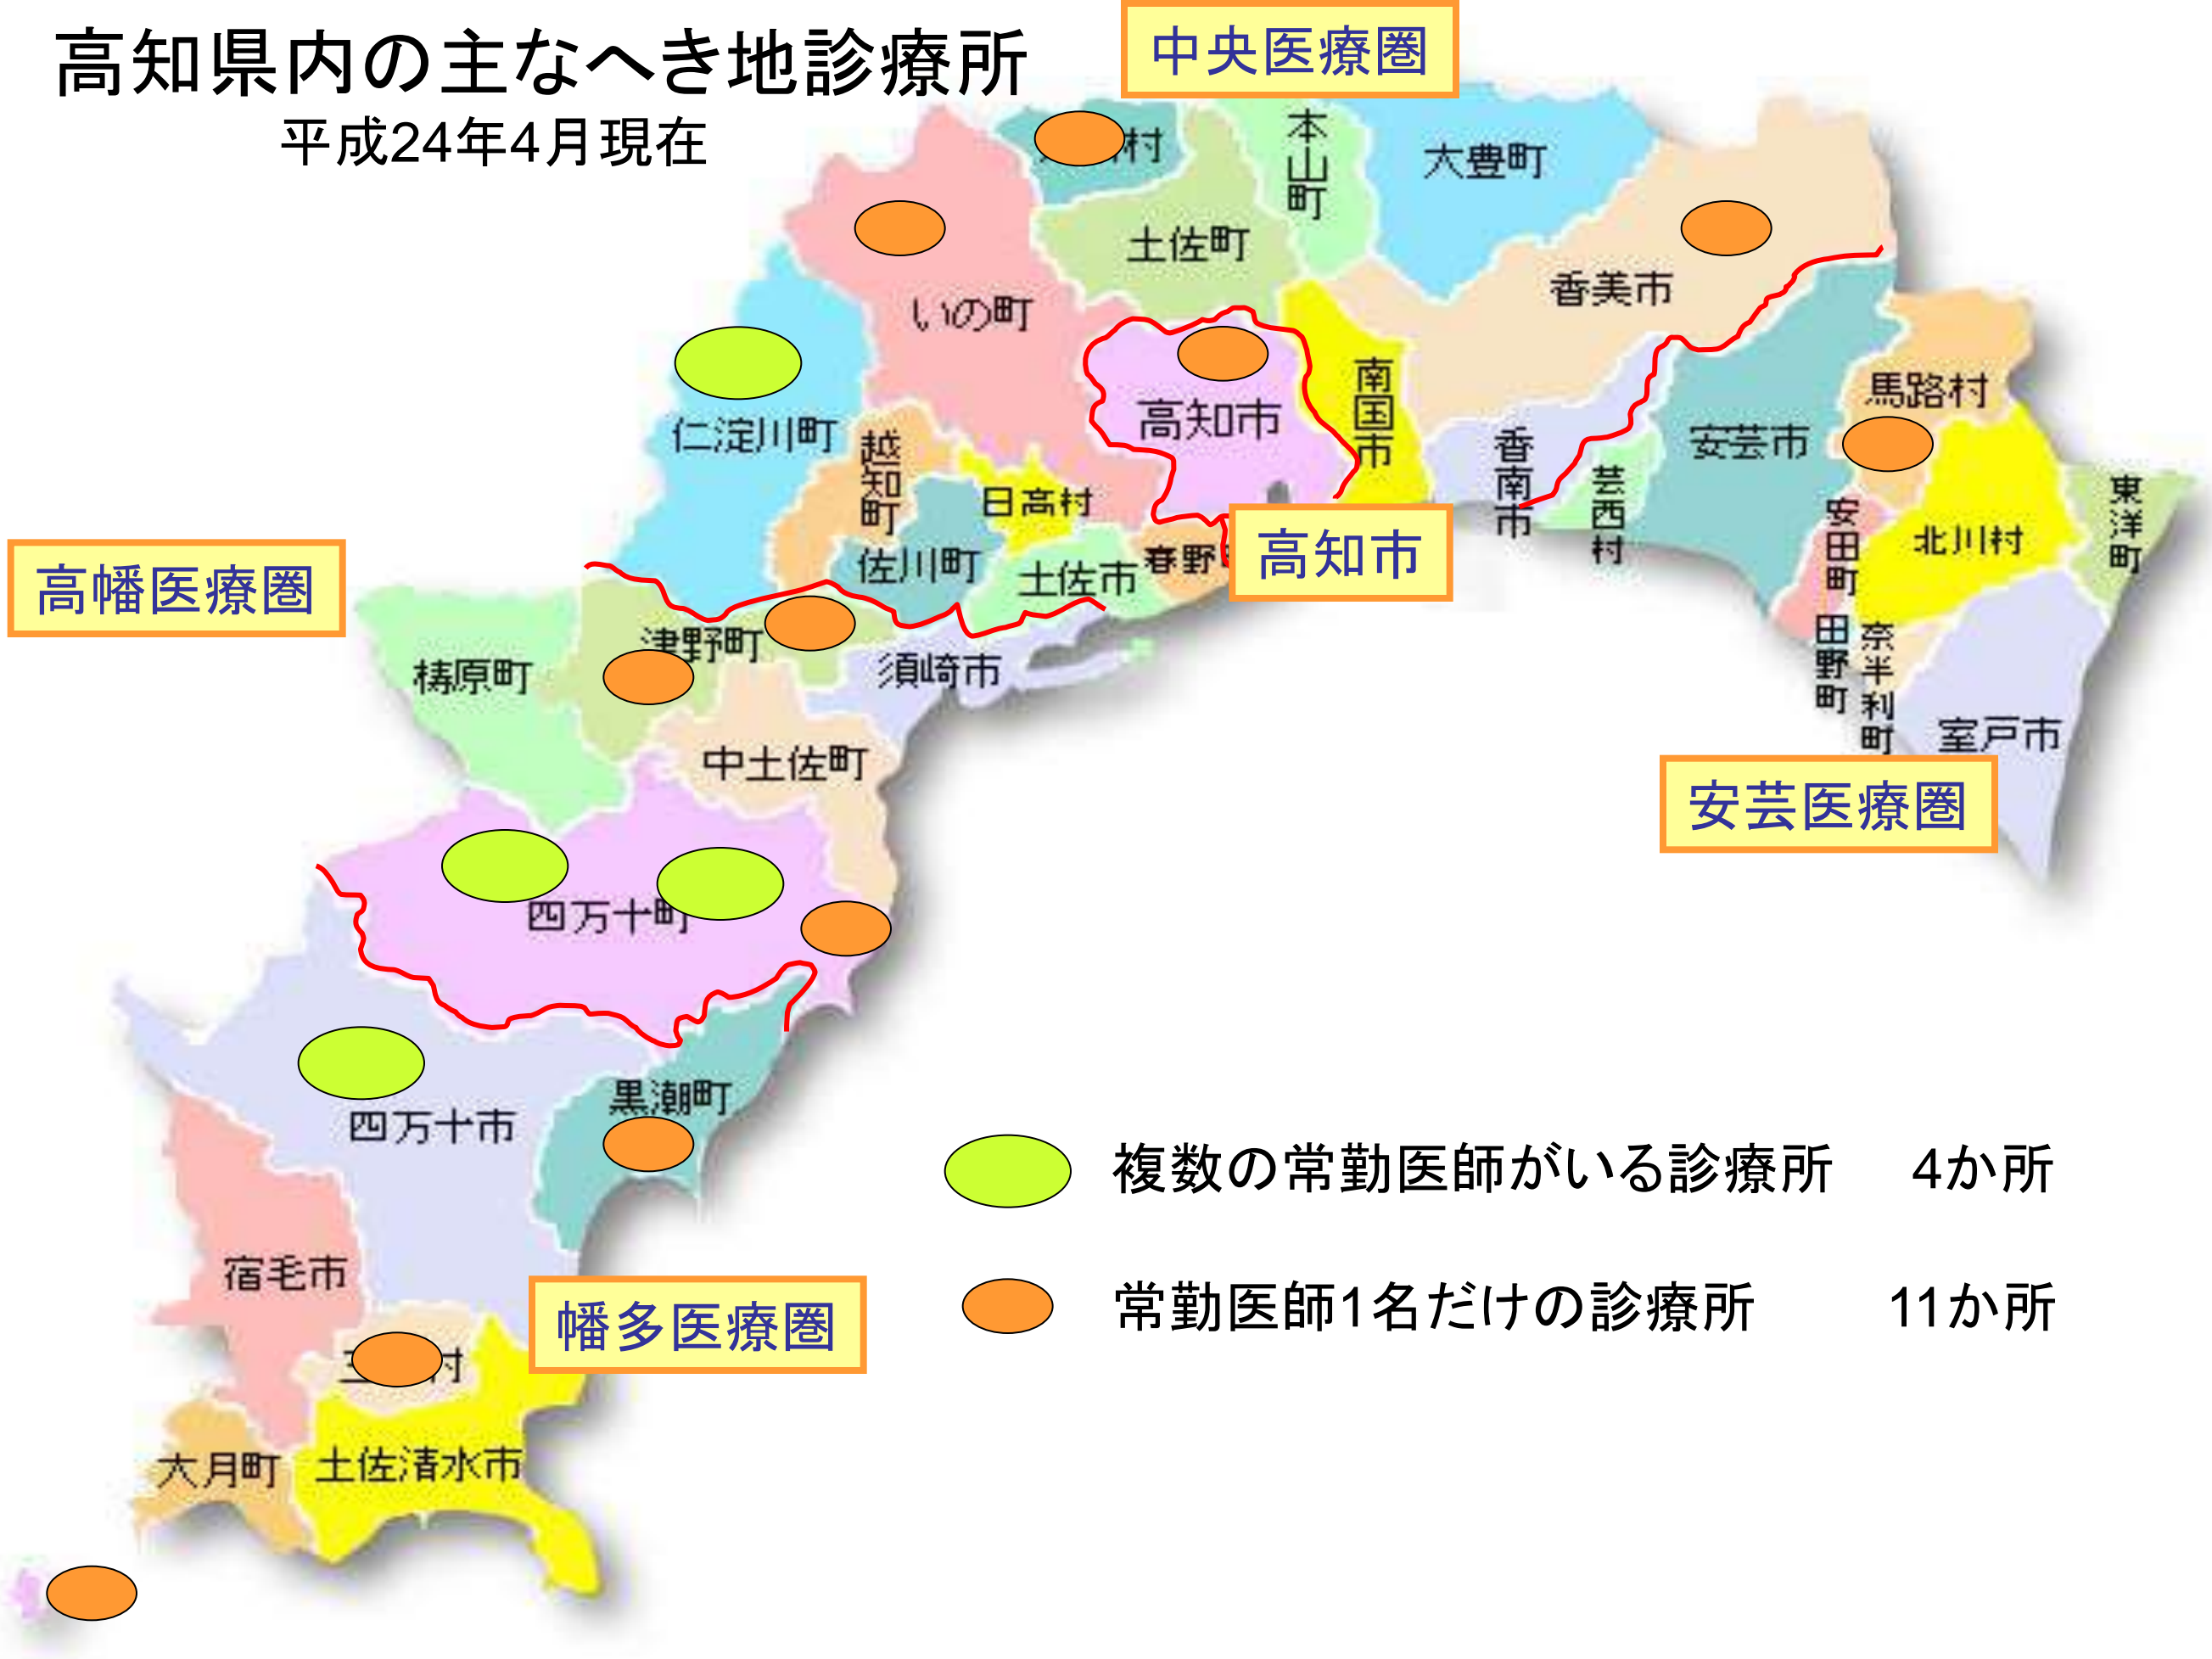 高知県内の主なへき地診療所
平成24年4月現在
中央医療圏
村
本山町
大豊町
土佐町
いの町
香美市
高知市
南国市
仁淀川町
越知町
日高村
佐川町
土佐市
春野
高知市
香南市
芸西村
安芸市
馬路村
安田町
北川村
東洋町
田野町
奈半利町
室戸市
安芸医療圏
高幡医療圏
梼原町
津野町
須崎市
中土佐町
四万十町
四万十市
黒潮町
宿毛市
幡多医療圏
村
大月町
土佐清水市
複数の常勤医師がいる診療所 4か所
常勤医師1名だけの診療所 11か所